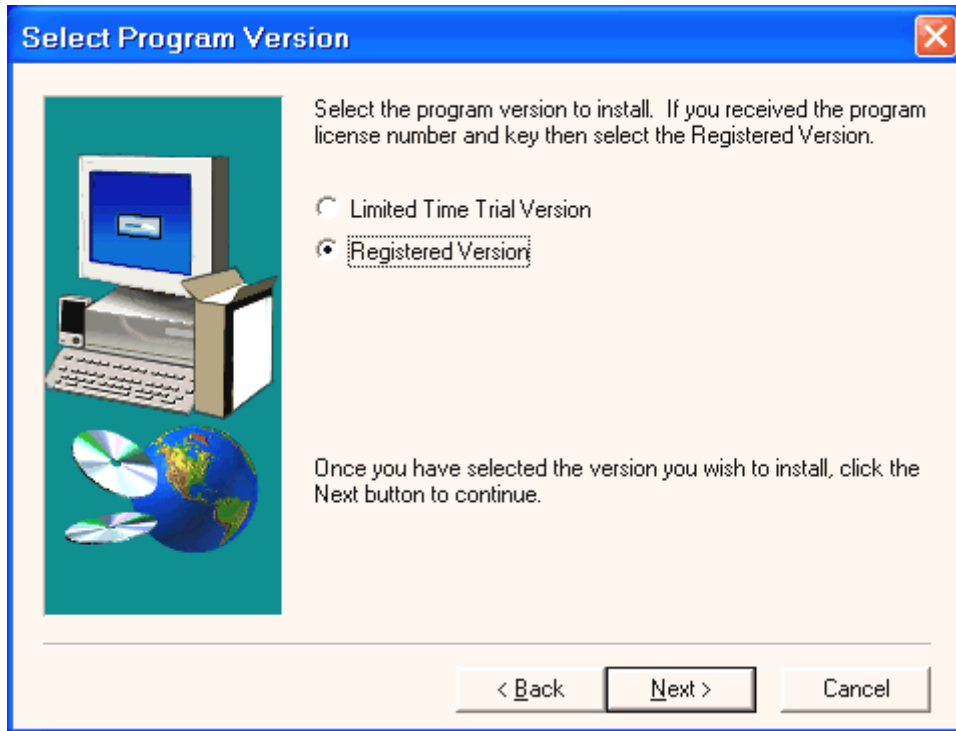 Select Program Version
Select the program version to install.  If you received the program
license number and key then select the Registered Version.
Limited Time Trial Version
Registered Version
Once you have selected the version you wish to install, click the
Next button to continue.
< Back
Next >
Cancel